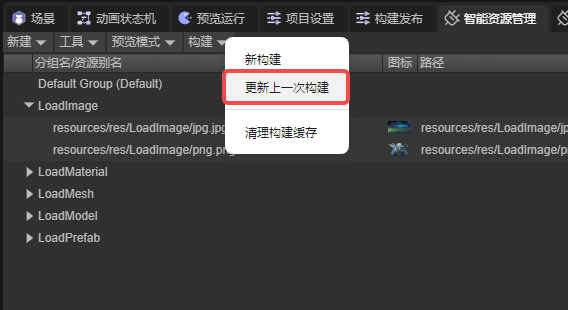 场景 动画状态机 预览运行 项目设置 构建发布 智能资源管理
新建 工具 预览模式 构建
分组名/资源别名 图标 路径
新构建
Default Group (Default)
更新上一次构建
LoadImage
resources/res/LoadImage/jpg.jpg resources/res/LoadImage/j
清理构建缓存
resources/res/LoadImage/png.png resources/res/LoadImage/p
LoadMaterial
LoadMesh
LoadModel
LoadPrefab